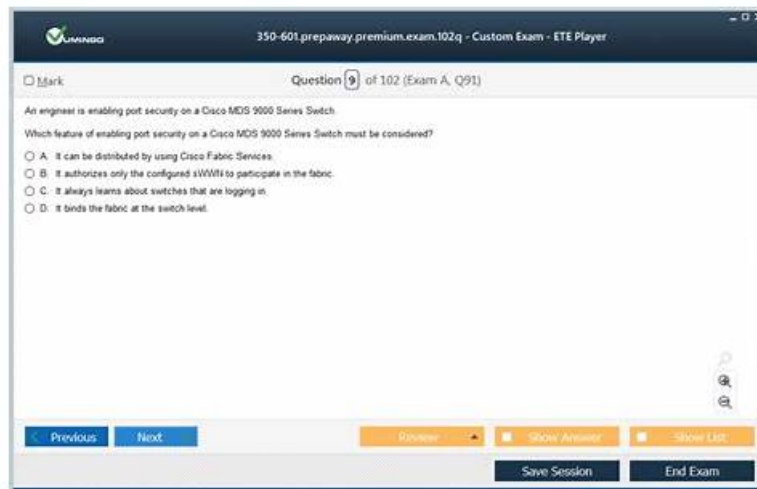 VUMINGO
350-601.prepaway.premium.exam.102q - Custom Exam - ETE Player
Mark
Question 9 of 102 (Exam A, Q91)
An engineer is enabling port security on a Cisco MDS 9000 Series Switch.
Which feature of enabling port security on a Cisco MDS 9000 Series Switch must be considered?
A. It can be distributed by using Cisco Fabric Services.
B. It authorizes only the configured sWWN to participate in the fabric.
C. It always learns about switches that are logging in.
D. It binds the fabric at the switch level.
Previous
Next
Review
Show Answer
Show List
Save Session
End Exam